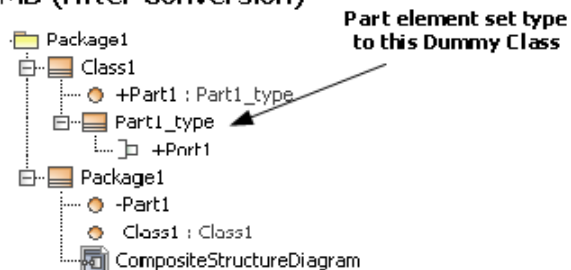 (After Conversion)
Part element set type
to this Dummy Class
Package1
Class1
+Part1 : Part1_type
Part1_type
+Port1
Package1
-Part1
Class1 : Class1
CompositeStructureDiagram